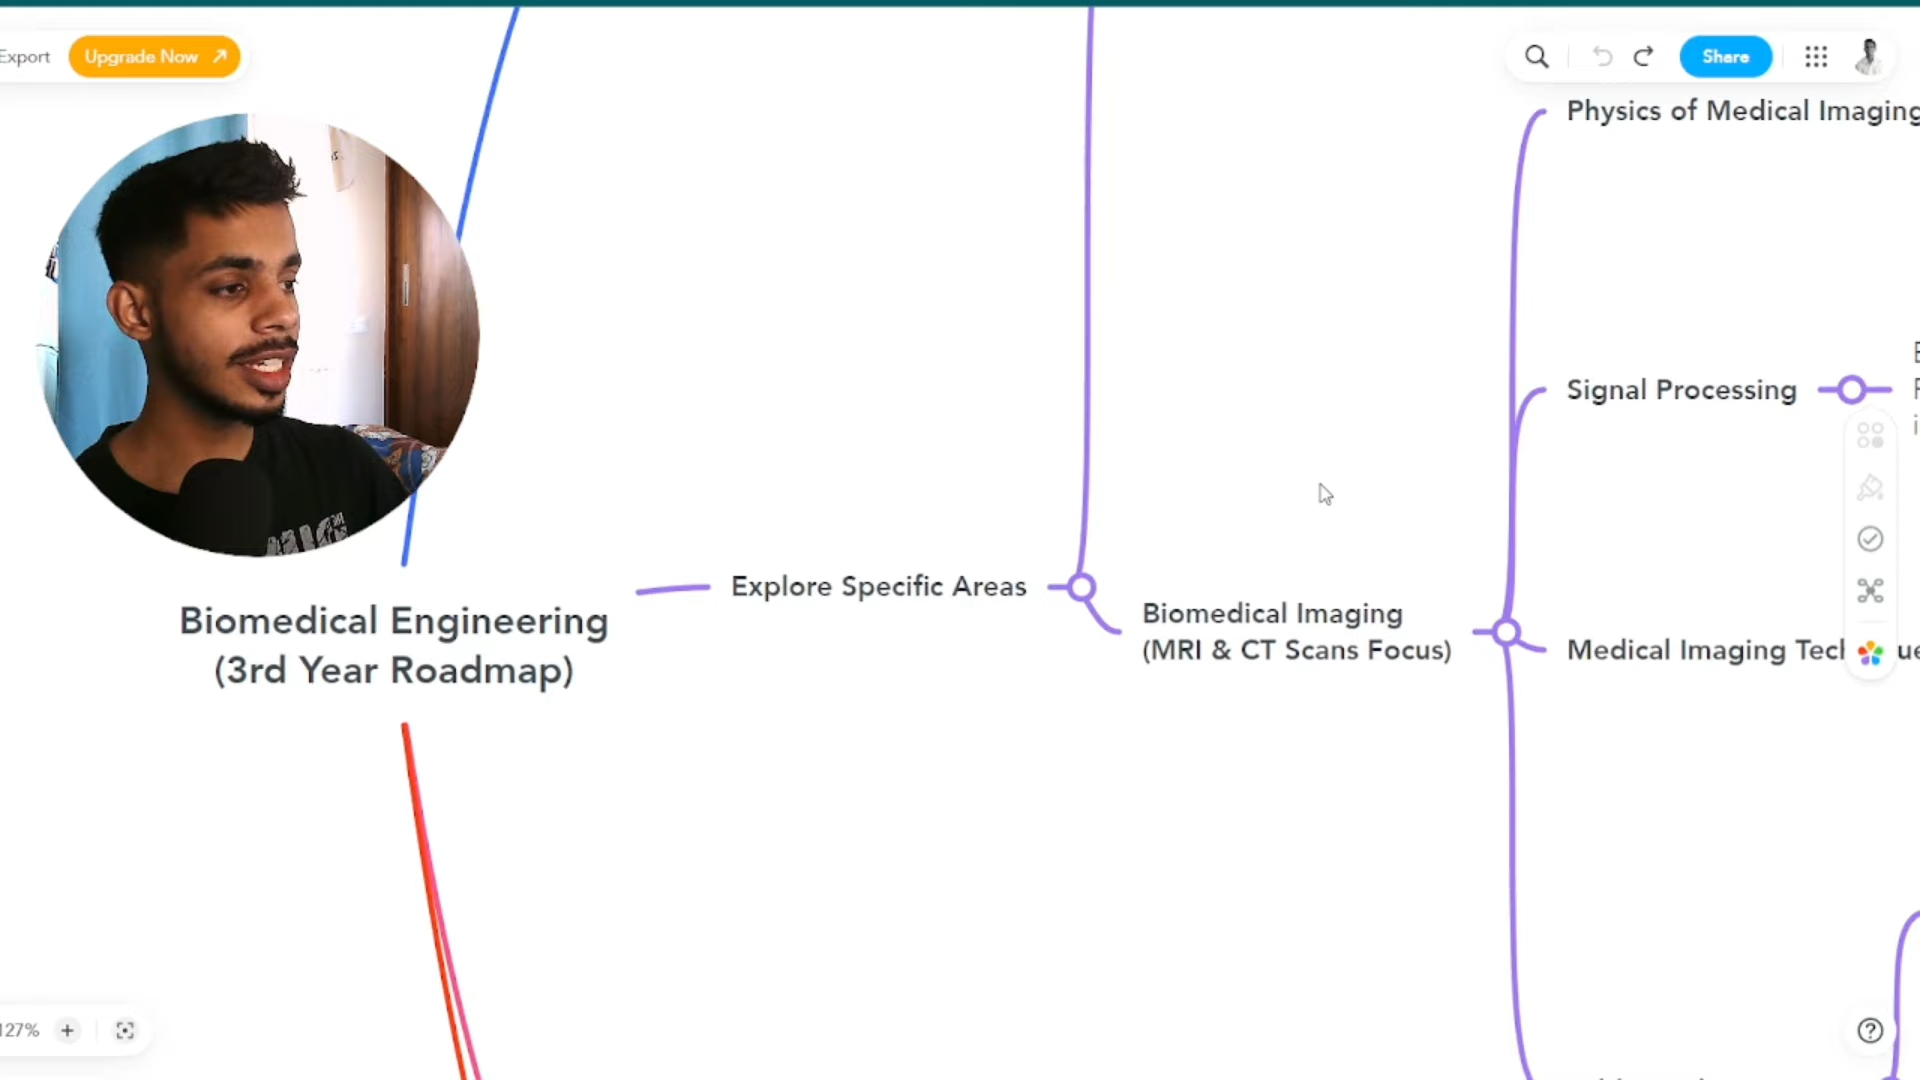 Export
Upgrade Now
Share
Physics of Medical Imaging
Signal Processing
Explore Specific Areas
Biomedical Imaging
(MRI & CT Scans Focus)
Medical Imaging
Biomedical Engineering
(3rd Year Roadmap)
127%